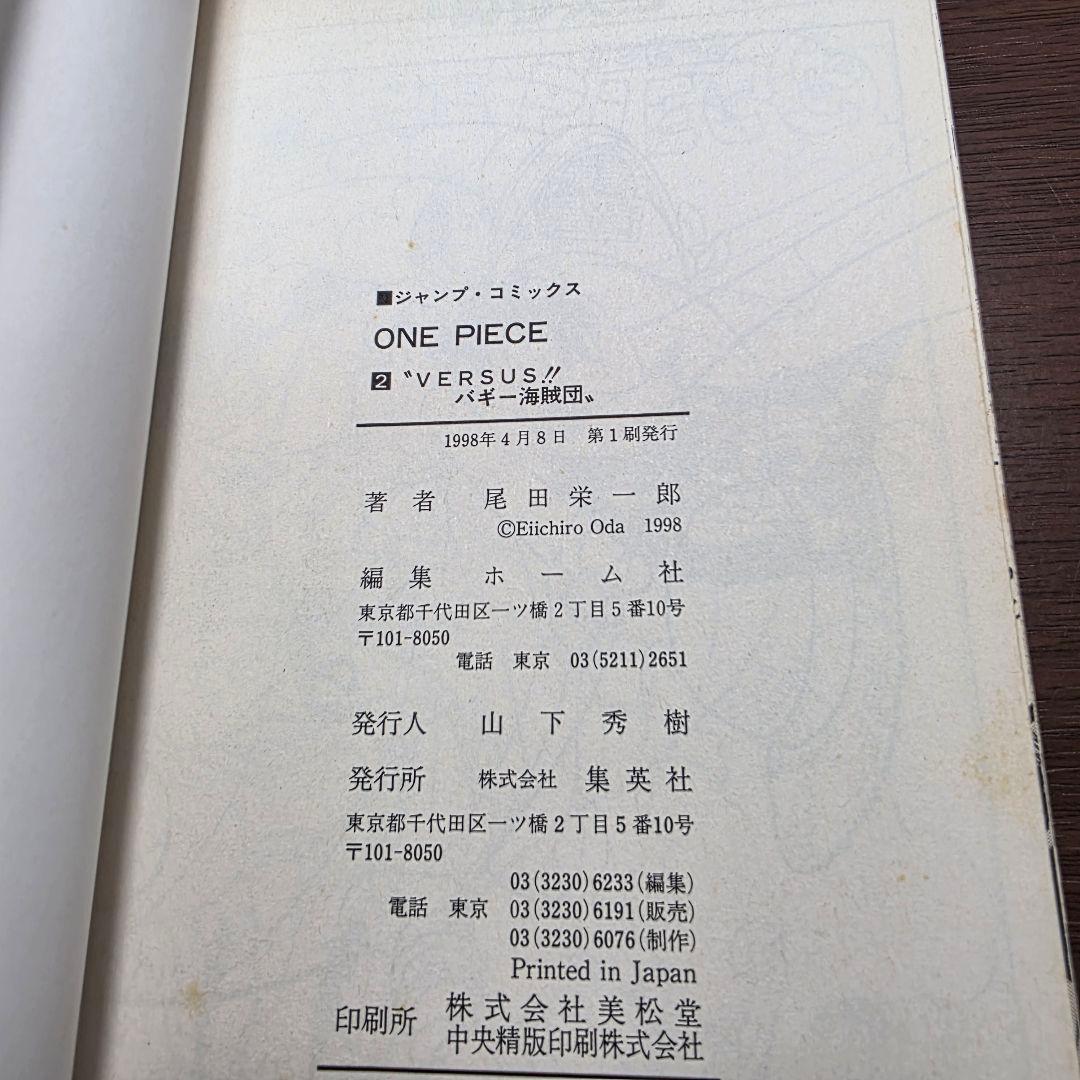 ■ジャンプ・コミックス
ONE PIECE
2 〝VERSUS!!
バギー海賊団〟
1998年4月8日 第1刷発行
著者 尾田栄一郎
©Eiichiro Oda 1998
編集 ホーム社
東京都千代田区一ツ橋2丁目5番10号
〒101-8050
電話 東京 03(5211)2651
発行人 山下秀樹
発行所 株式会社 集英社
東京都千代田区一ツ橋2丁目5番10号
〒101-8050
03(3230)6233(編集)
電話 東京 03(3230)6191(販売)
03(3230)6076(制作)
Printed in Japan
印刷所 株式会社美松堂
中央精版印刷株式会社